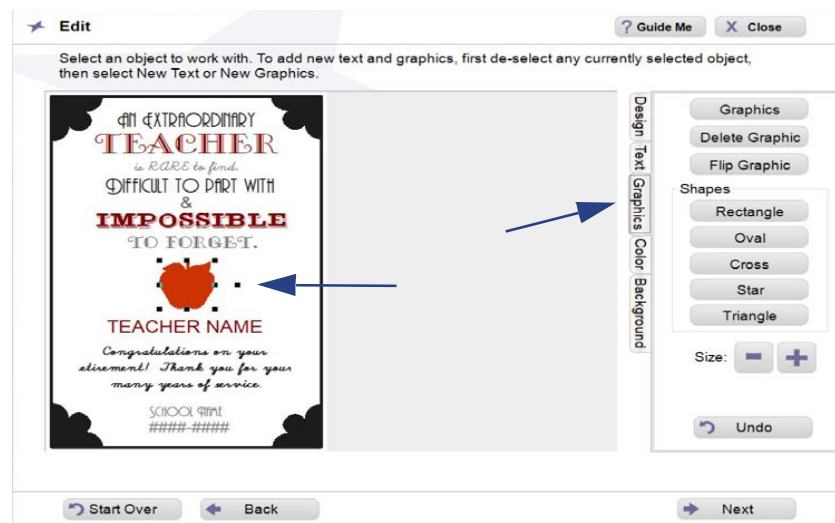 Edit
? Guide Me
X Close
Select an object to work with. To add new text and graphics, first de-select any currently selected object,
then select New Text or New Graphics.
AN EXTRAORDINARY
TEACHER
is RARE to find.
DIFFICULT TO PART WITH
&
IMPOSSIBLE
TO FORGET.
TEACHER NAME
Congratulations on your
etirement! Thank you for your
many years of service.
SCHOOL NAME
####-####
Design
Text
Graphics
Color
Background
Graphics
Delete Graphic
Flip Graphic
Shapes
Rectangle
Oval
Cross
Star
Triangle
Size:
Undo
Start Over
Back
Next